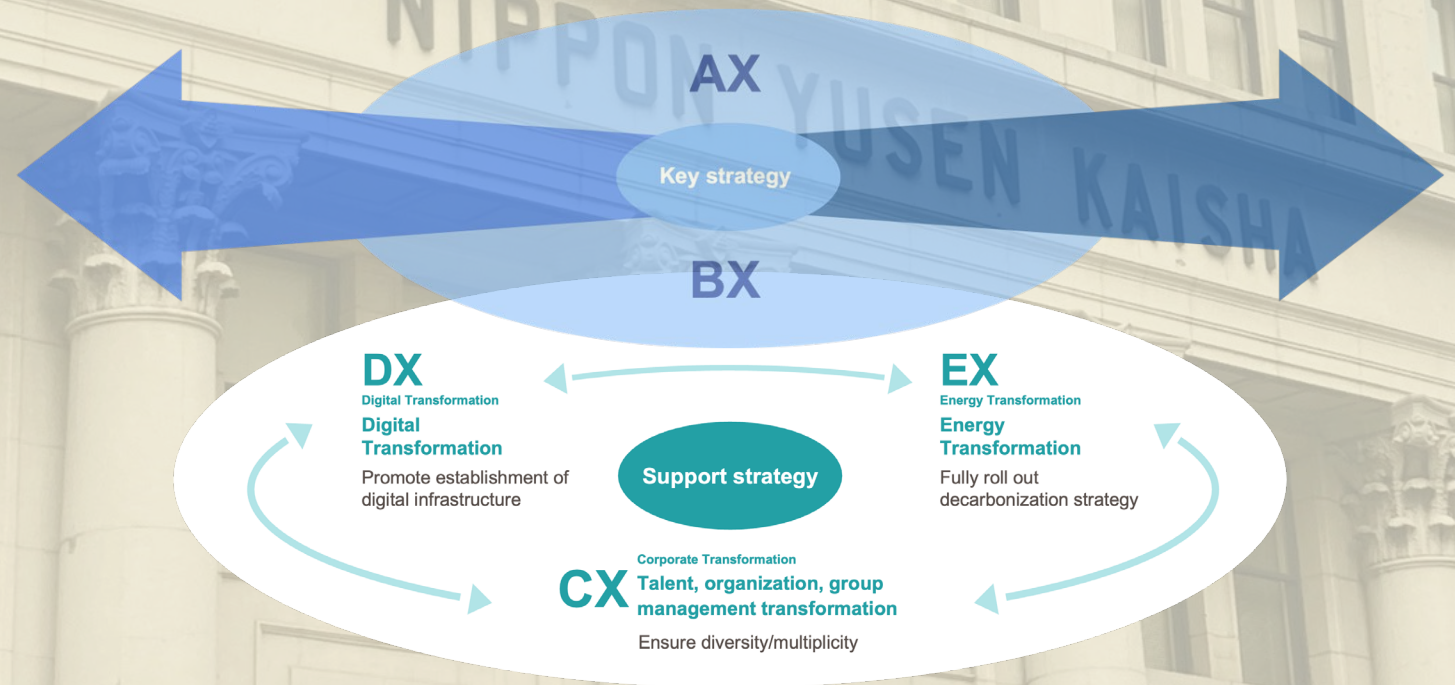 NIPPON YUSEN KAISHA
AX
Key strategy
BX
DX
Digital Transformation
Digital
Transformation
Promote establishment of
digital infrastructure
EX
Energy Transformation
Energy
Transformation
Fully roll out
decarbonization strategy
Support strategy
CX
Corporate Transformation
Talent, organization, group
management transformation
Ensure diversity/multiplicity